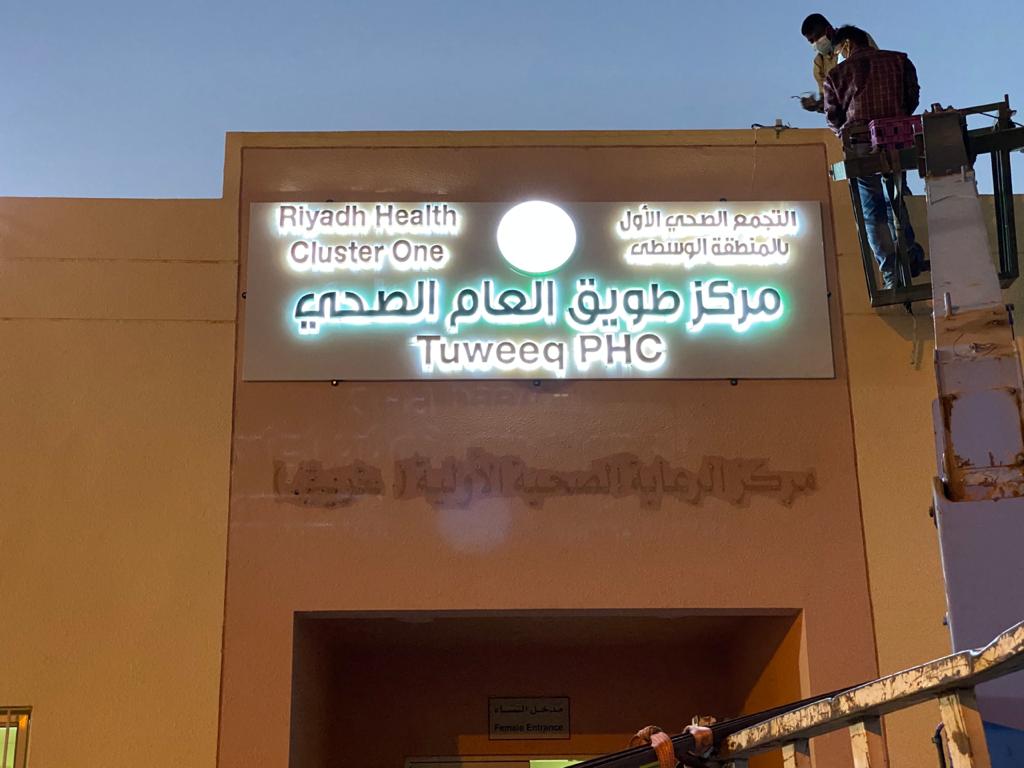 Riyadh Health
Cluster One
التجمع الصحي الأول
بالمنطقة الوسطى
مركز طويق العام الصحي
Tuweeq PHC
مركز الرعاية الصحية الأولية ( طويق )
مدخل النساء
Female Entrance